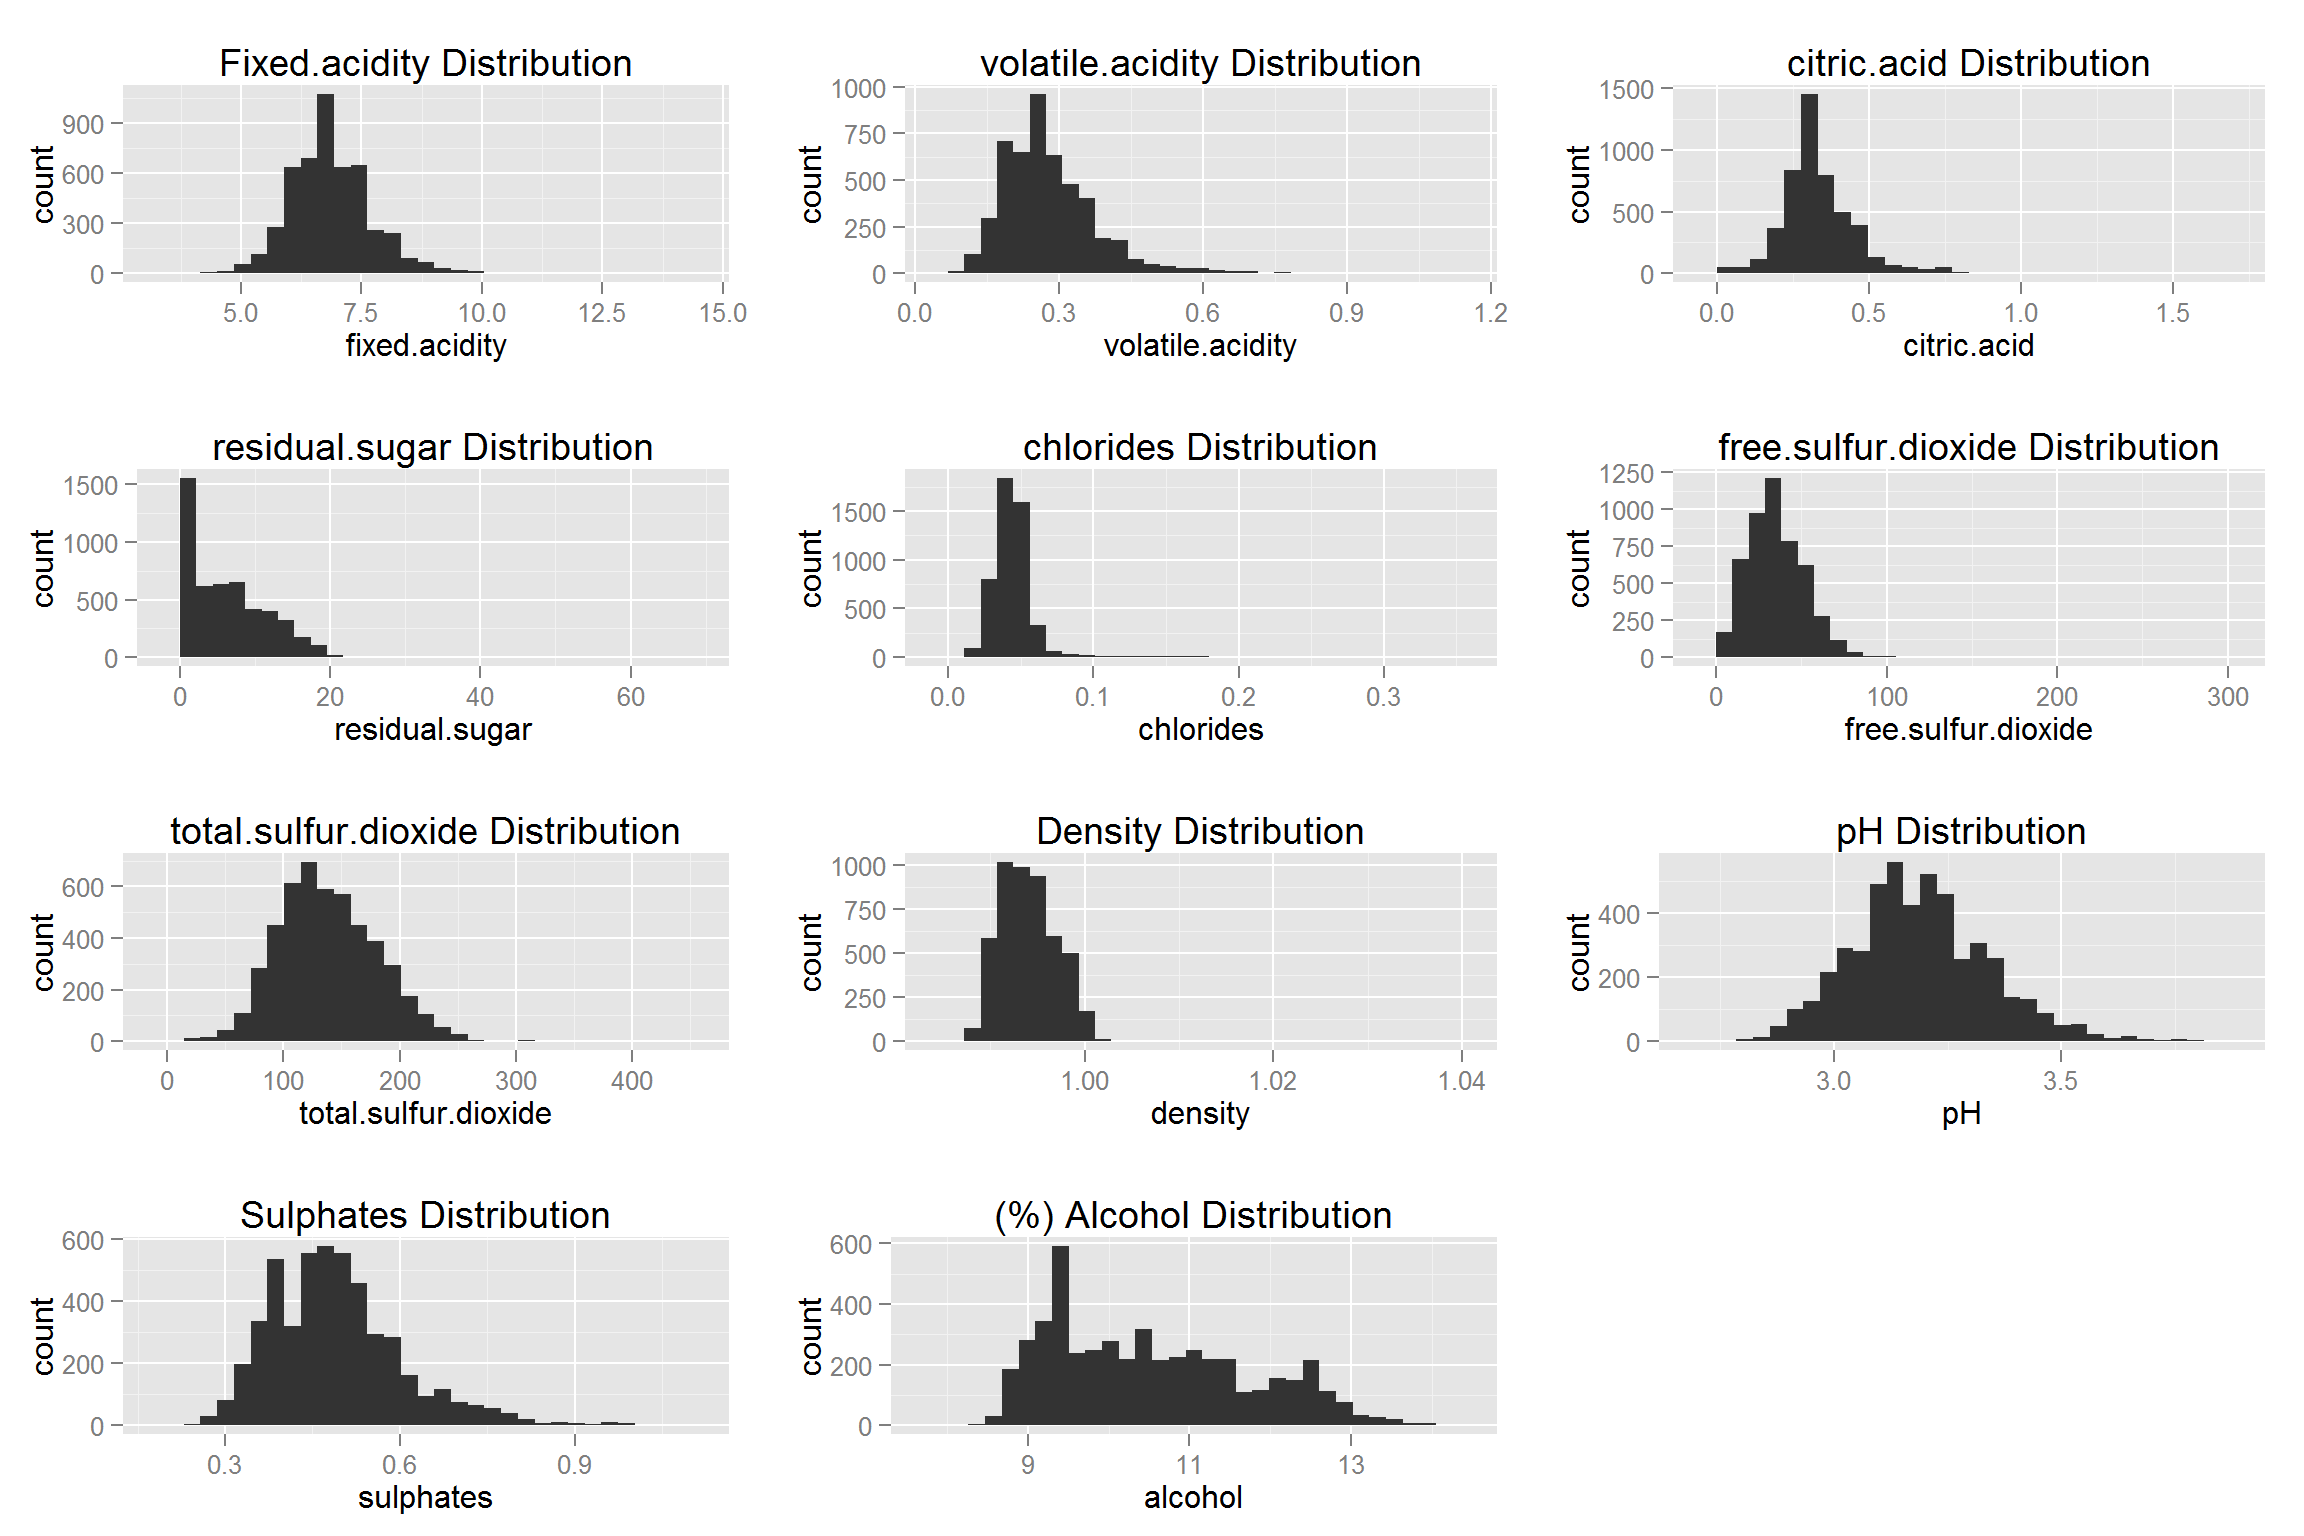 Fixed.acidity Distribution
count
900
600
300
0
5.0 7.5 10.0 12.5 15.0
fixed.acidity
volatile.acidity Distribution
count
1000
750
500
250
0
0.0 0.3 0.6 0.9 1.2
volatile.acidity
citric.acid Distribution
count
1500
1000
500
0
0.0 0.5 1.0 1.5
citric.acid
residual.sugar Distribution
count
1500
1000
500
0
0 20 40 60
residual.sugar
chlorides Distribution
count
1500
1000
500
0
0.0 0.1 0.2 0.3
chlorides
free.sulfur.dioxide Distribution
count
1250
1000
750
500
250
0
0 100 200 300
free.sulfur.dioxide
total.sulfur.dioxide Distribution
count
600
400
200
0
0 100 200 300 400
total.sulfur.dioxide
Density Distribution
count
1000
750
500
250
0
1.00 1.02 1.04
density
pH Distribution
count
400
200
0
3.0 3.5
pH
Sulphates Distribution
count
600
400
200
0
0.3 0.6 0.9
sulphates
(%) Alcohol Distribution
count
600
400
200
0
9 11 13
alcohol